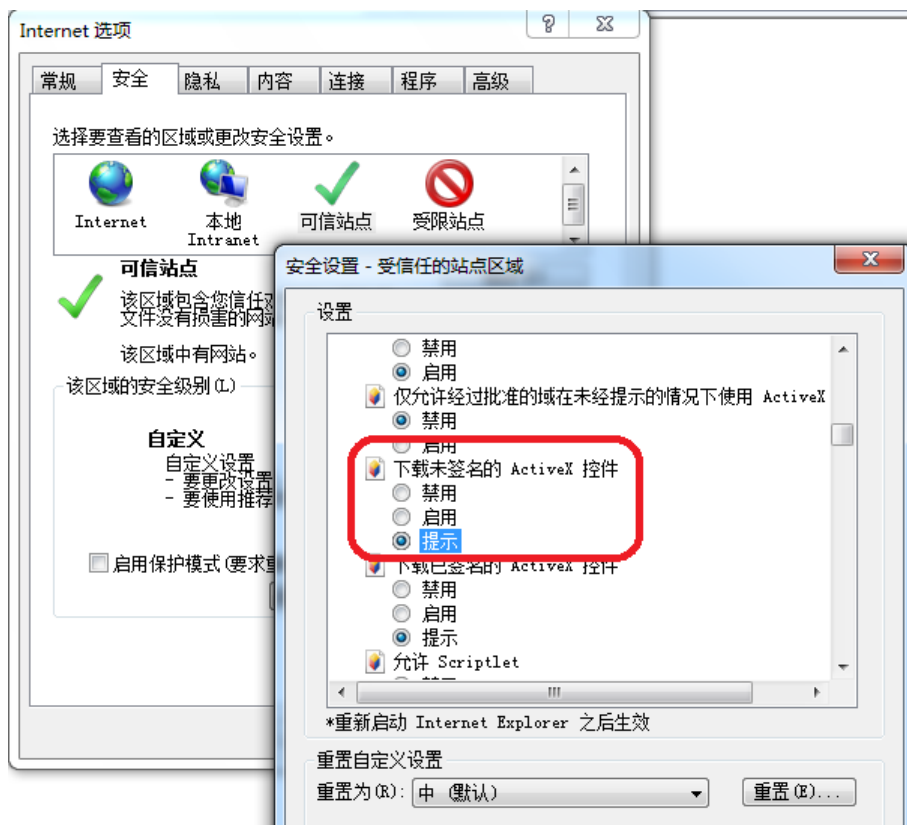 Internet 选项
常规 安全 隐私 内容 连接 程序 高级
选择要查看的区域或更改安全设置。
Internet 本地 Intranet 可信站点 受限站点
可信站点
该区域包含您信任
文件没有损害的网站
该区域中有网站。
该区域的安全级别(L)
自定义
自定义设置
- 要更改设置
- 要使用推荐
启用保护模式(要求重
安全设置 - 受信任的站点区域
设置
禁用
启用
仅允许经过批准的域在未经提示的情况下使用 ActiveX
禁用
启用
下载未签名的 ActiveX 控件
禁用
启用
提示
下载已签名的 ActiveX 控件
禁用
启用
提示
允许 Scriptlet
*重新启动 Internet Explorer 之后生效
重置自定义设置
重置为(R): 中 (默认) 重置(E)...